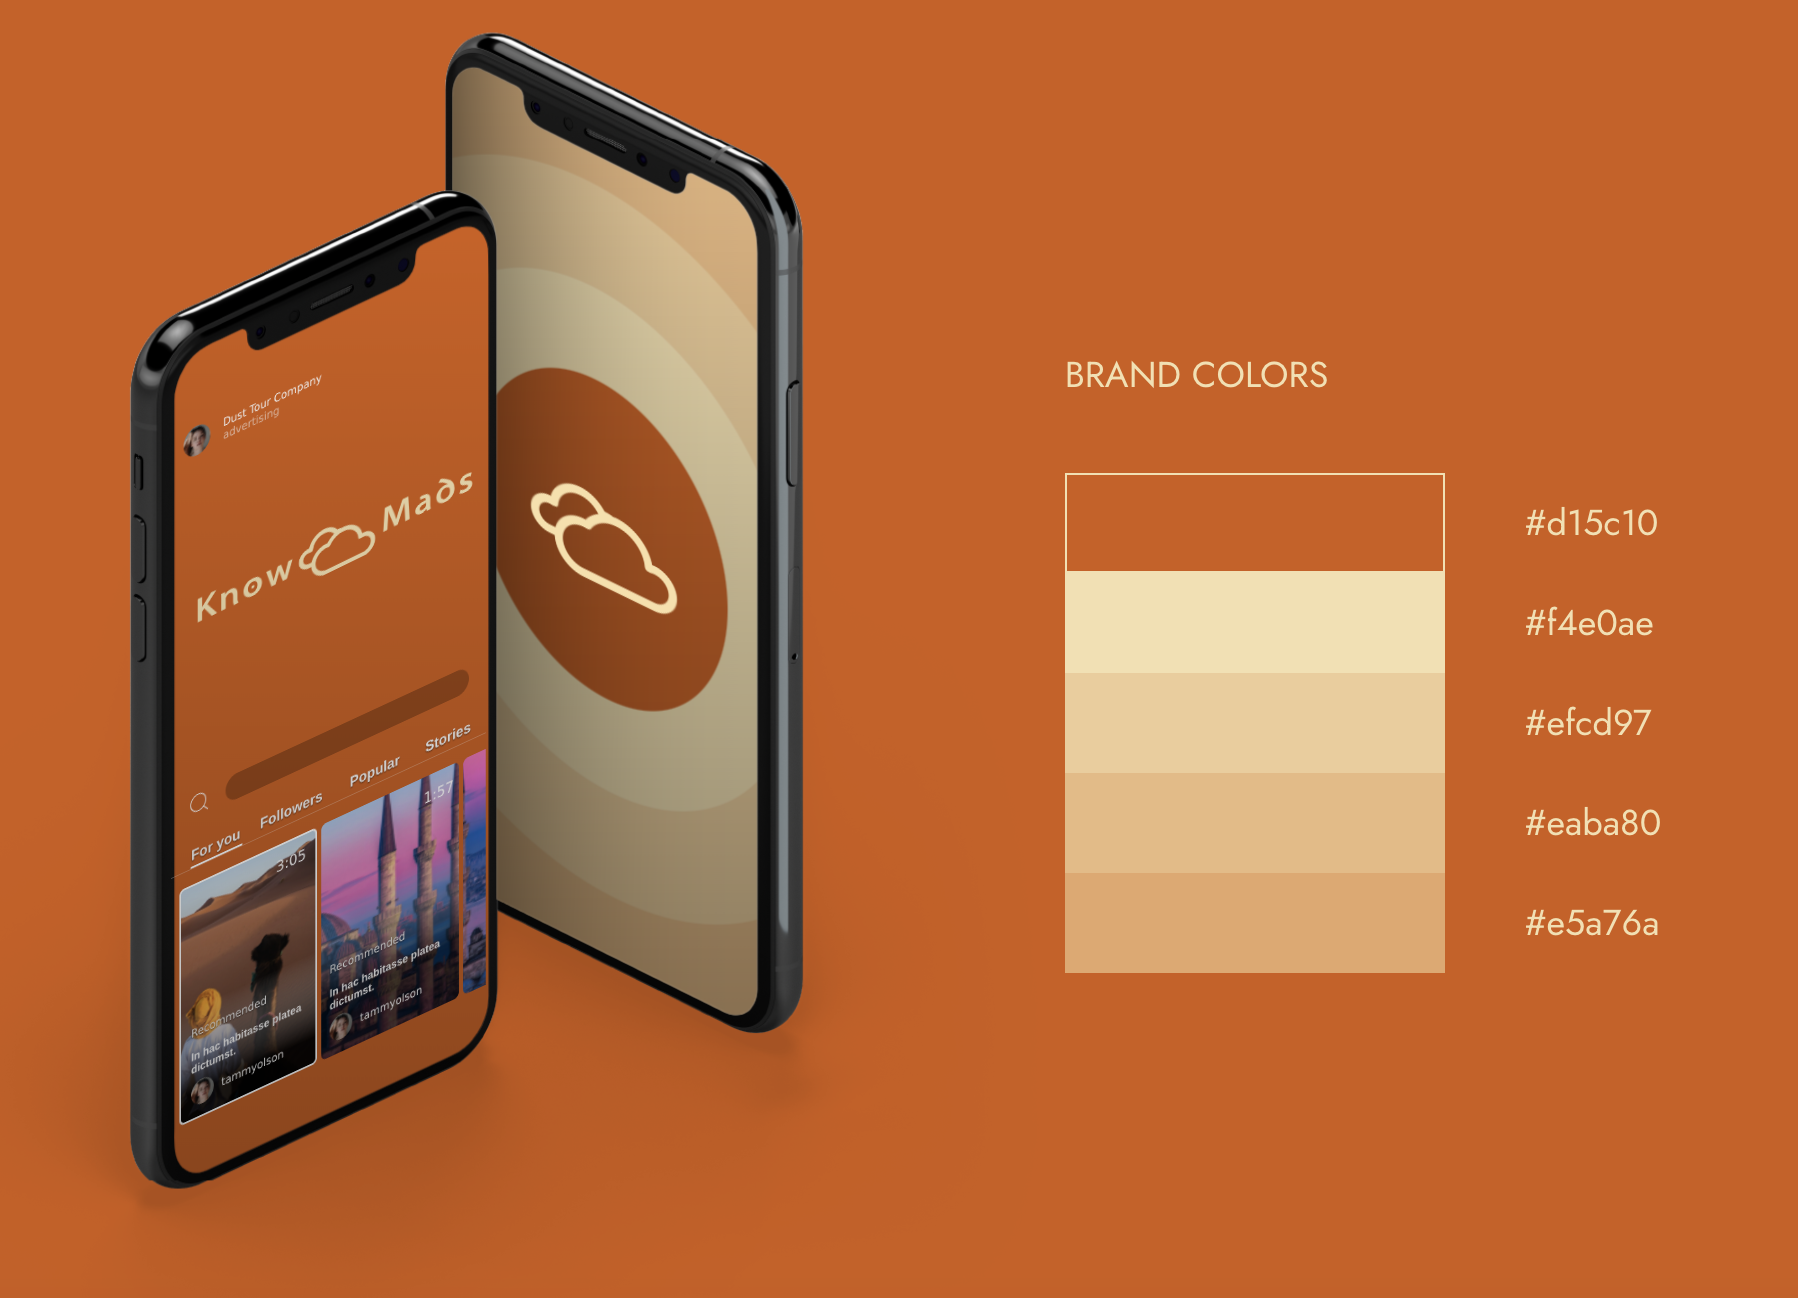 Dust Tour Company
advertising
Know Mads
For you Followers Popular Stories
3:05
Recommended
In hac habitasse platea
dictumst.
tammyolson
1:57
Recommended
In hac habitasse platea
dictumst.
tammyolson
BRAND COLORS
#d15c10
#f4e0ae
#efcd97
#eaba80
#e5a76a